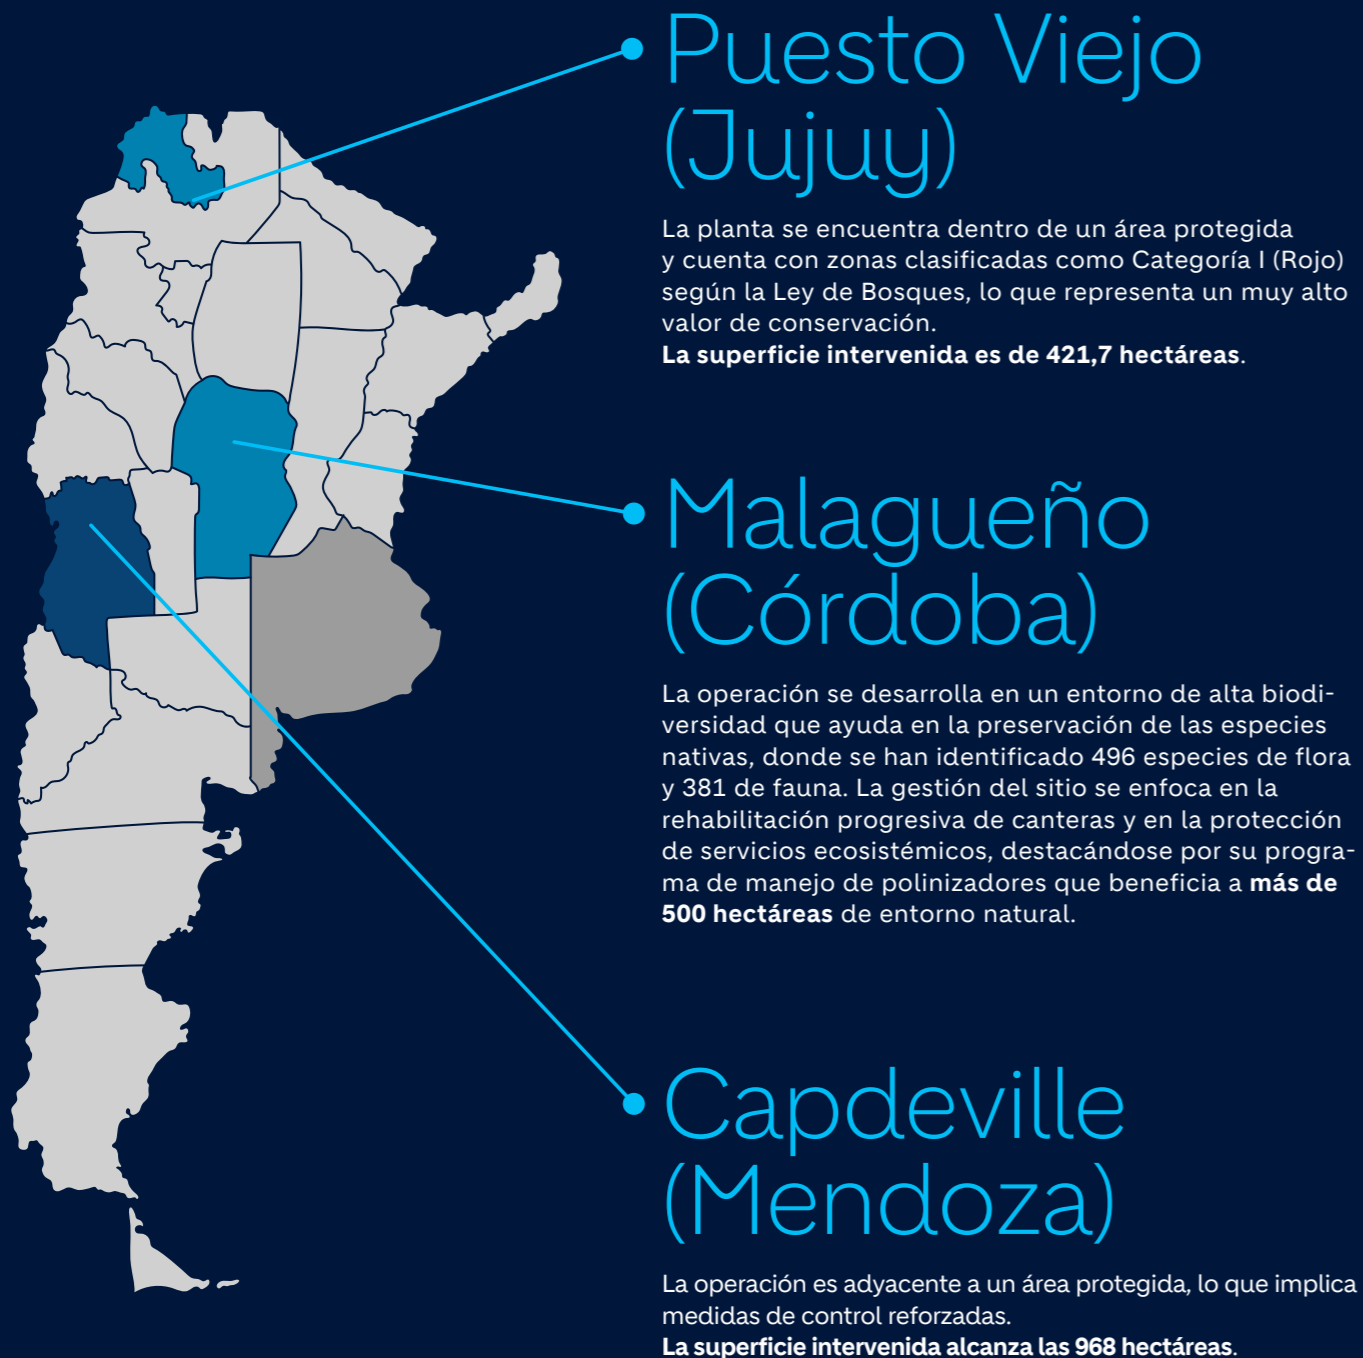 Puesto Viejo
(Jujuy)
La planta se encuentra dentro de un área protegida
y cuenta con zonas clasificadas como Categoría I (Rojo)
según la Ley de Bosques, lo que representa un muy alto
valor de conservación.
La superficie intervenida es de 421,7 hectáreas.
Malagueño
(Córdoba)
La operación se desarrolla en un entorno de alta biodi-
versidad que ayuda en la preservación de las especies
nativas, donde se han identificado 496 especies de flora
y 381 de fauna. La gestión del sitio se enfoca en la
rehabilitación progresiva de canteras y en la protección
de servicios ecosistémicos, destacándose por su progra-
ma de manejo de polinizadores que beneficia a más de
500 hectáreas de entorno natural.
Capdeville
(Mendoza)
La operación es adyacente a un área protegida, lo que implica
medidas de control reforzadas.
La superficie intervenida alcanza las 968 hectáreas.